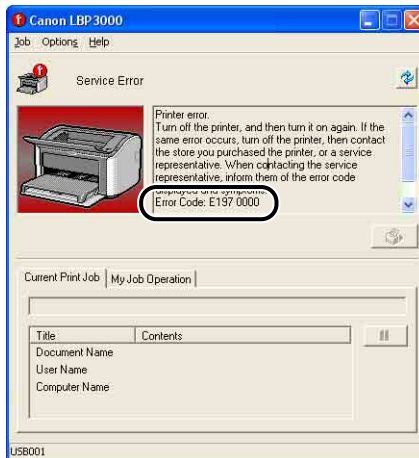 Canon LBP3000
Job Options Help
Service Error
Printer error.
Turn off the printer, and then turn it on again. If the
same error occurs, turn off the printer, then contact
the store you purchased the printer, or a service
representative. When contacting the service
representative, inform them of the error code
displayed and symptoms.
Error Code: E197 0000
Current Print Job My Job Operation
Title Contents
Document Name
User Name
Computer Name
USB001